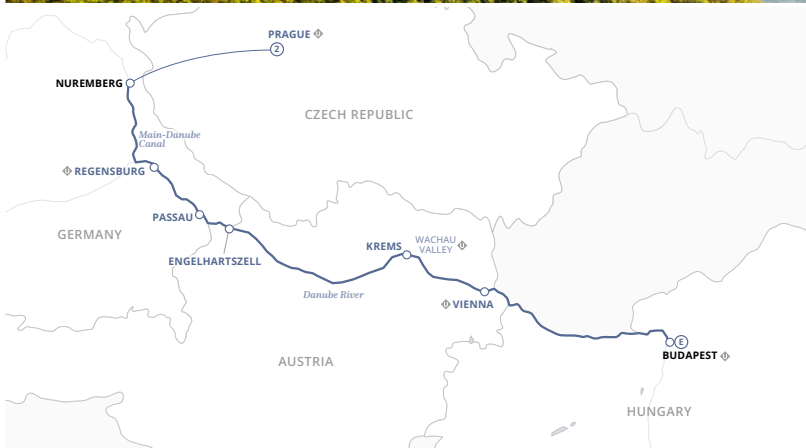 PRAGUE
2
NUREMBERG
CZECH REPUBLIC
Main-Danube
Canal
REGENSBURG
PASSAU
GERMANY
ENGELHARTSZELL
KREMS
WACHAU
VALLEY
Danube River
VIENNA
E
BUDAPEST
AUSTRIA
HUNGARY